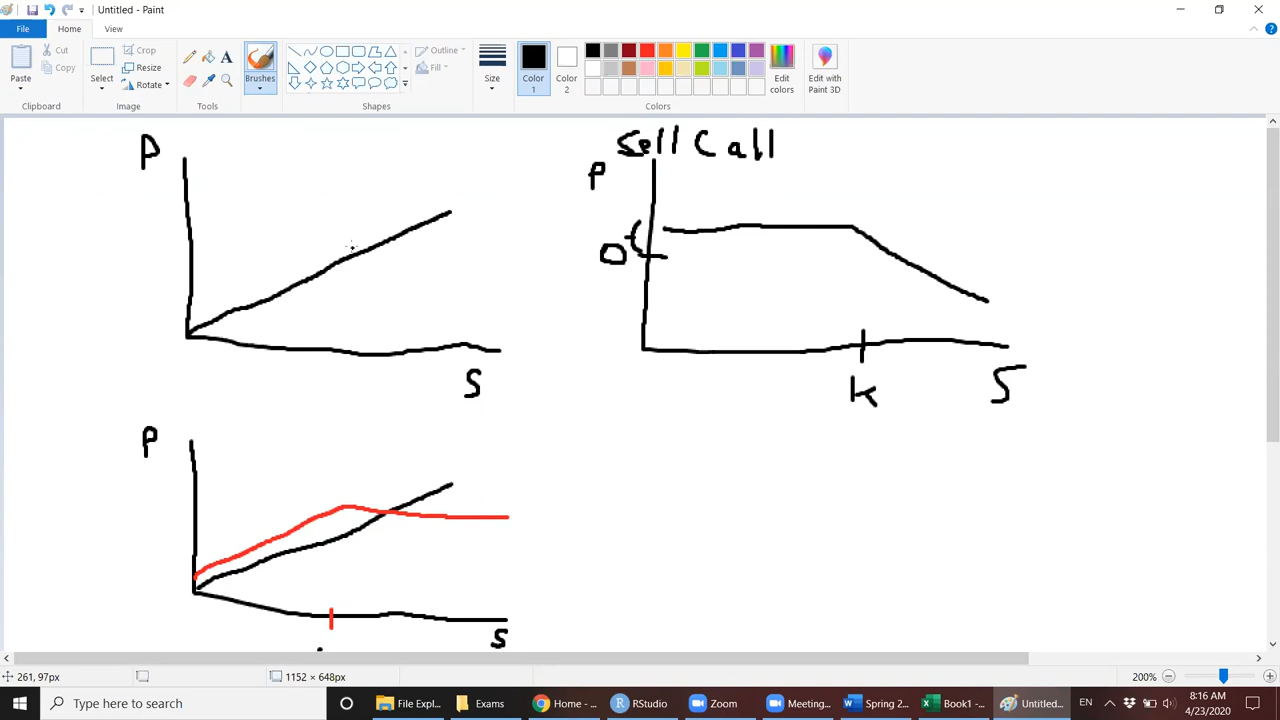 Untitled - Paint
File Home View
Paste Cut Copy Clipboard
Select Crop Resize Rotate Image
A Tools
Brushes
Outline Fill Shapes
Size
Color 1 Color 2 Edit colors Edit with Paint 3D Colors
P
S
Sell Call
P
0
K
S
P
S
261, 97px 1152 × 648px 200%
Type here to search
File Expl... Exams Home - ... RStudio Zoom Meeting... Spring 2... Book1 - ... Untitled...
EN 8:16 AM
4/23/2020